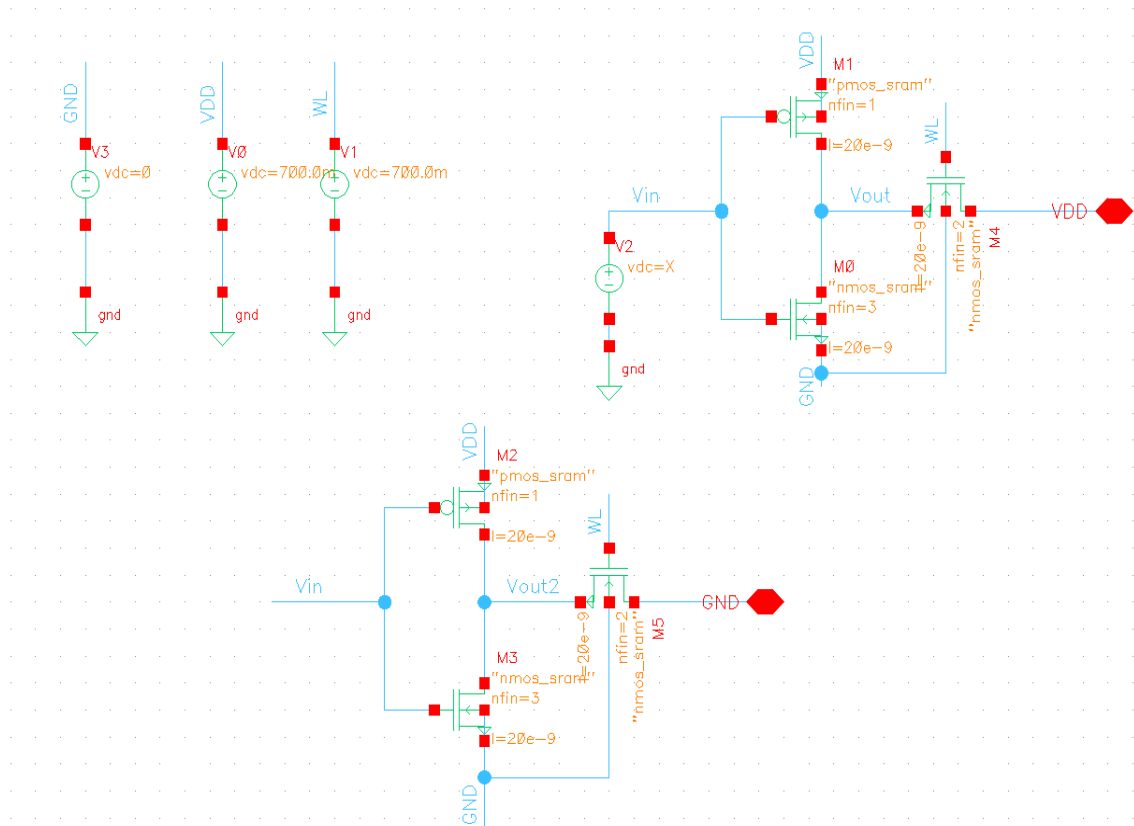 GND
V3
vdc=0
gnd
VDD
V0
vdc=700.0m
gnd
WL
V1
vdc=700.0m
gnd
Vin
V2
vdc=X
gnd
VDD
M1
"pmos_sram"
nfin=1
l=20e-9
Vout
M0
"nmos_sram"
nfin=3
l=20e-9
GND
WL
l=20e-9
nfin=2
"nmos_sram"
M4
VDD
Vin
VDD
M2
"pmos_sram"
nfin=1
l=20e-9
Vout2
M3
"nmos_sram"
nfin=3
l=20e-9
GND
WL
l=20e-9
nfin=2
"nmos_sram"
M5
GND